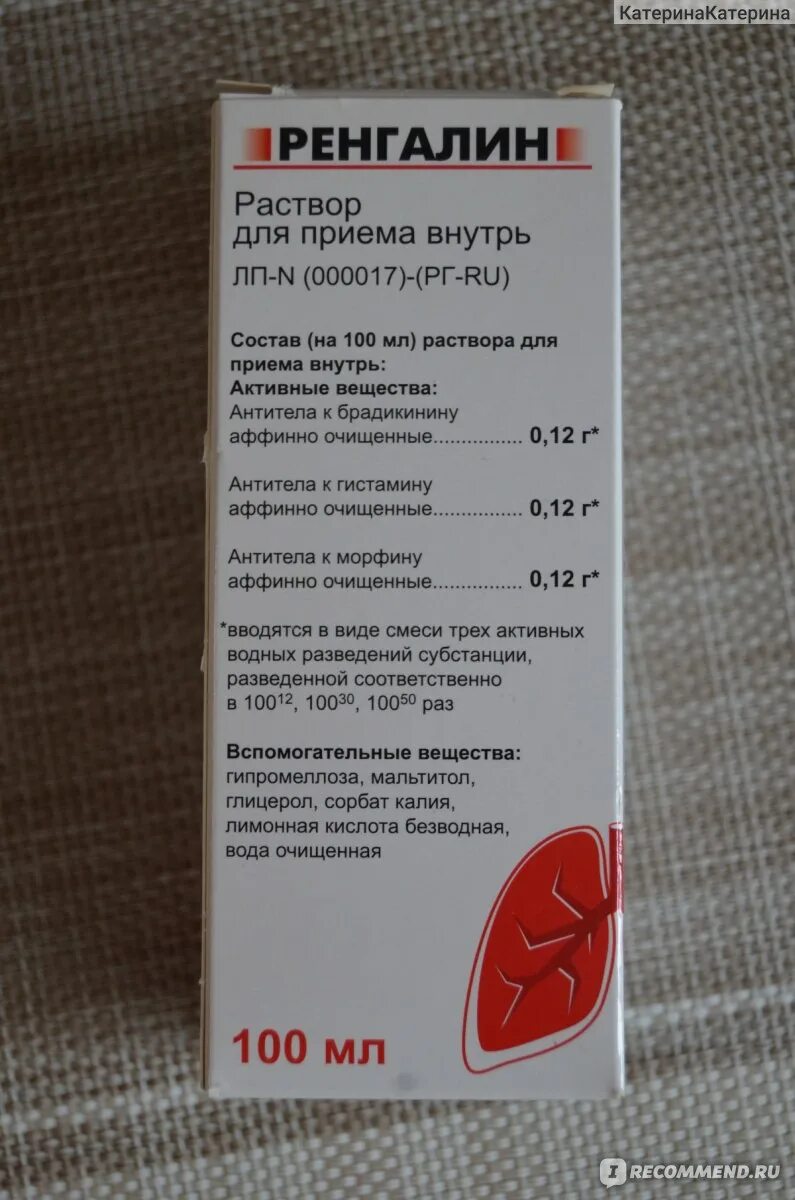 КатеринаКатерина
РЕНГАЛИН
Раствор
для приема внутрь
ЛП-N (000017)-(РГ-RU)
Состав (на 100 мл) раствора для
приема внутрь:
Активные вещества:
Антитела к брадикинину
аффинно очищенные............... 0,12 г*
Антитела к гистамину
аффинно очищенные............... 0,12 г*
Антитела к морфину
аффинно очищенные............... 0,12 г*
*вводятся в виде смеси трех активных
водных разведений субстанции,
разведенной соответственно
в 100¹², 100³⁰, 100⁵⁰ раз
Вспомогательные вещества:
гипромеллоза, мальтитол,
глицерол, сорбат калия,
лимонная кислота безводная,
вода очищенная
100 мл
IRECOMMEND.RU